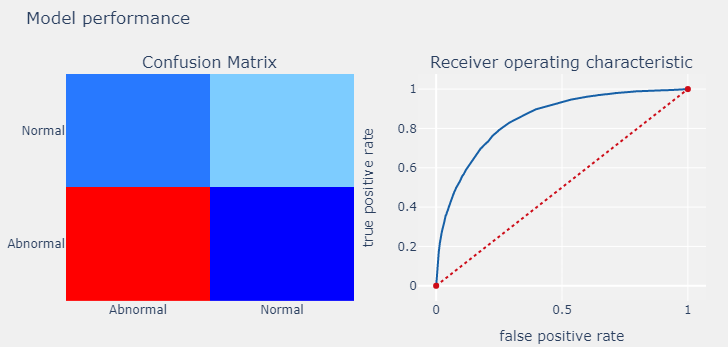 Model performance
Confusion Matrix
Normal
Abnormal
Abnormal
Normal
Receiver operating characteristic
true positive rate
1
0.8
0.6
0.4
0.2
0
0
0.5
1
false positive rate